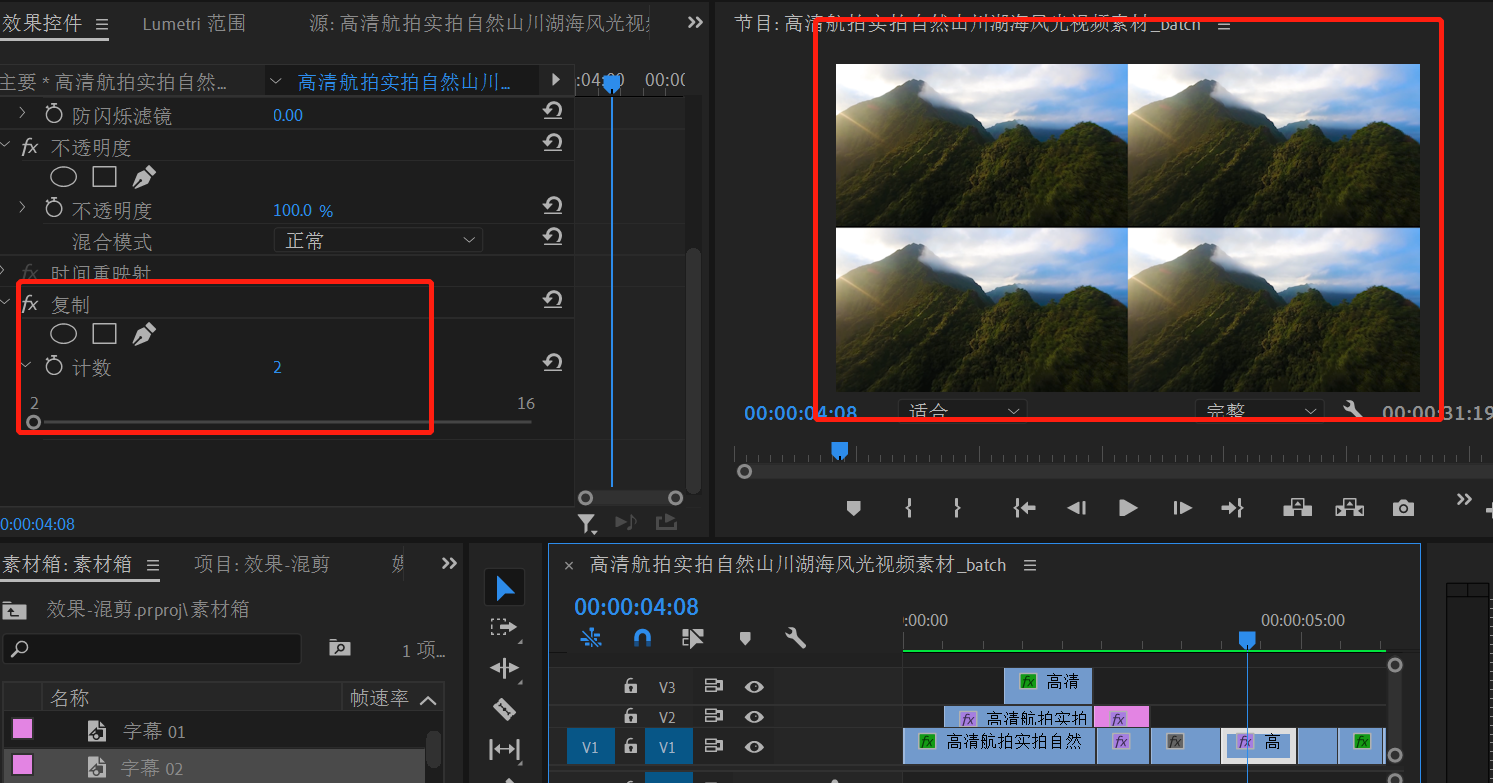 效果控件
Lumetri 范围
源: 高清航拍实拍自然山川湖海风光视
主要 * 高清航拍实拍自然...
高清航拍实拍自然山川...
:04:00
00:0
防闪烁滤镜
0.00
fx 不透明度
不透明度
100.0 %
混合模式
正常
fx 时间重映射
fx 复制
计数
2
2
16
0:00:04:08
节目: 高清航拍实拍自然山川湖海风光视频素材_batch
00:00:04:08
适合
完整
00:00:31:19
素材箱: 素材箱
项目: 效果-混剪
效果-混剪.prproj\素材箱
1 项...
名称
帧速率
字幕 01
字幕 02
× 高清航拍实拍自然山川湖海风光视频素材_batch
00:00:04:08
:00:00
00:00:05:00
V3
fx 高清
V2
fx 高清航拍实拍
fx
V1
V1
fx 高清航拍实拍自然
fx
fx
fx 高
fx